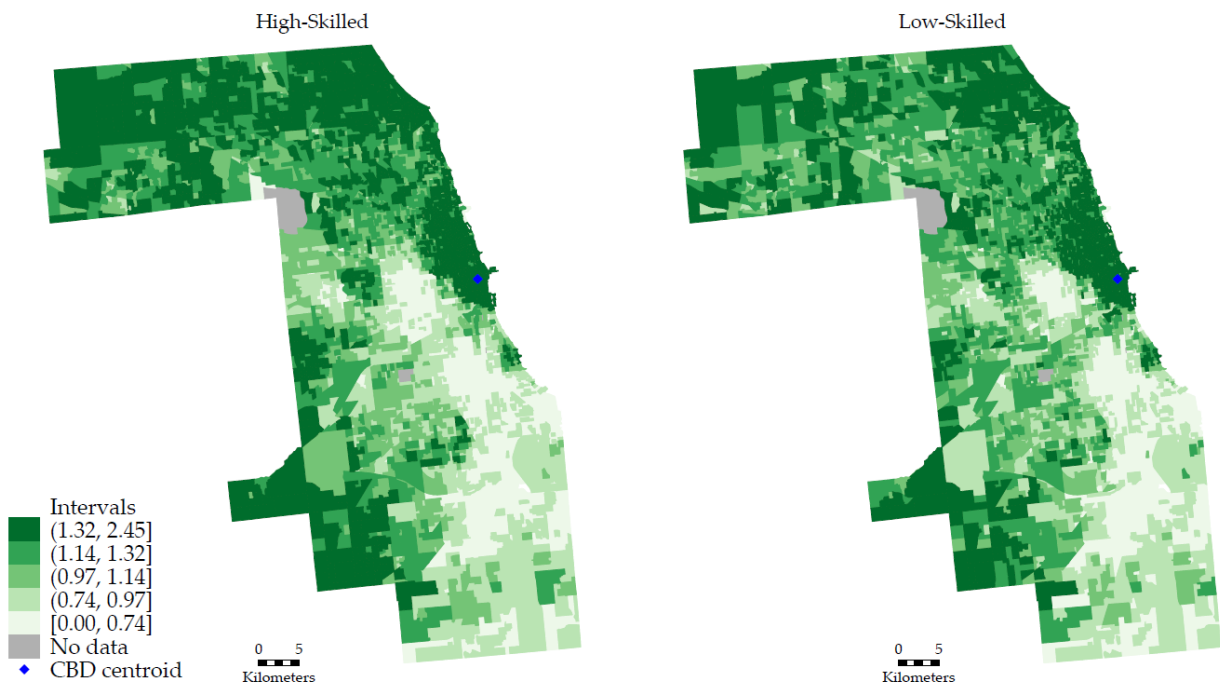 High-Skilled
Low-Skilled
Intervals
(1.32, 2.45]
(1.14, 1.32]
(0.97, 1.14]
(0.74, 0.97]
[0.00, 0.74]
No data
CBD centroid
0 5
Kilometers
0 5
Kilometers